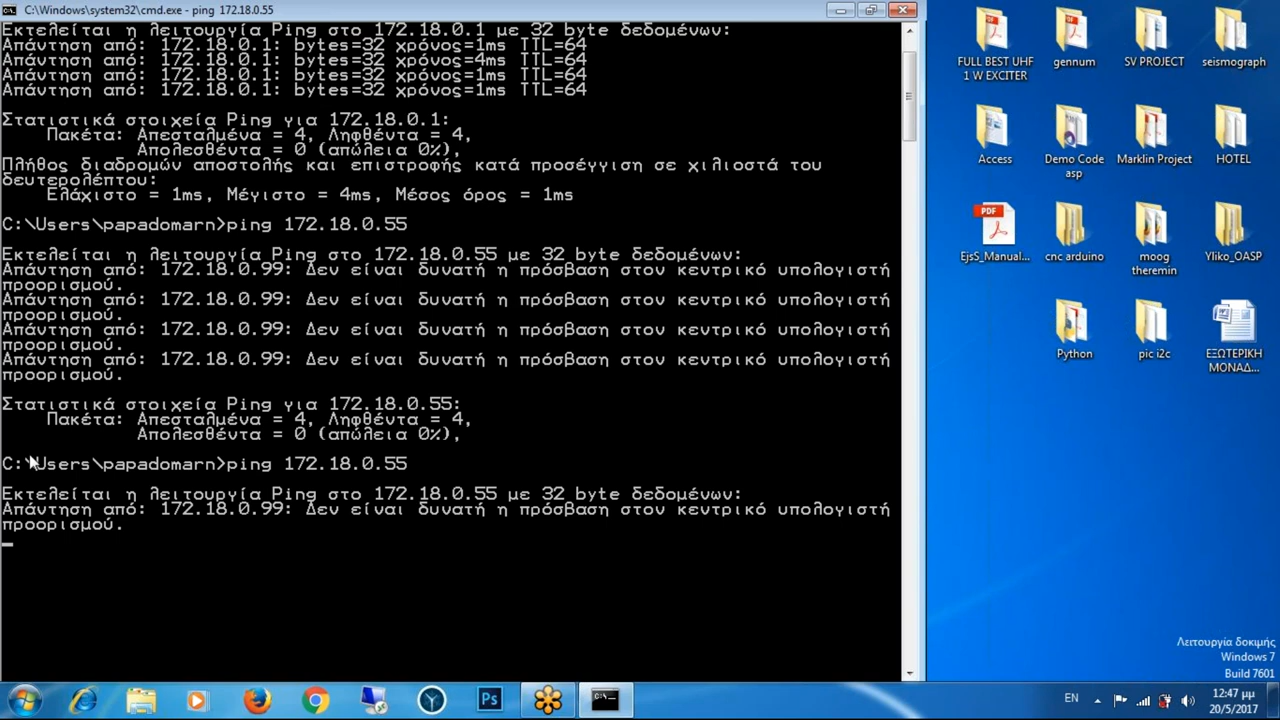 C:\Windows\system32\cmd.exe - ping 172.18.0.55
Εκτελείται η λειτουργία Ping στο 172.18.0.1 με 32 byte δεδομένων:
Απάντηση από: 172.18.0.1: bytes=32 χρόνος=1ms TTL=64
Απάντηση από: 172.18.0.1: bytes=32 χρόνος=4ms TTL=64
Απάντηση από: 172.18.0.1: bytes=32 χρόνος=1ms TTL=64
Απάντηση από: 172.18.0.1: bytes=32 χρόνος=1ms TTL=64
Στατιστικά στοιχεία Ping για 172.18.0.1:
Πακέτα: Απεσταλμένα = 4, Ληφθέντα = 4,
Απολεσθέντα = 0 (απώλεια 0%),
Πλήθος διαδρομών αποστολής και επιστροφής κατά προσέγγιση σε χιλιοστά του
δευτερολέπτου:
Ελάχιστο = 1ms, Μέγιστο = 4ms, Μέσος όρος = 1ms
C:\Users\papadomarn>ping 172.18.0.55
Εκτελείται η λειτουργία Ping στο 172.18.0.55 με 32 byte δεδομένων:
Απάντηση από: 172.18.0.99: Δεν είναι δυνατή η πρόσβαση στον κεντρικό υπολογιστή
προορισμού.
Απάντηση από: 172.18.0.99: Δεν είναι δυνατή η πρόσβαση στον κεντρικό υπολογιστή
προορισμού.
Απάντηση από: 172.18.0.99: Δεν είναι δυνατή η πρόσβαση στον κεντρικό υπολογιστή
προορισμού.
Απάντηση από: 172.18.0.99: Δεν είναι δυνατή η πρόσβαση στον κεντρικό υπολογιστή
προορισμού.
Στατιστικά στοιχεία Ping για 172.18.0.55:
Πακέτα: Απεσταλμένα = 4, Ληφθέντα = 4,
Απολεσθέντα = 0 (απώλεια 0%),
C:\Users\papadomarn>ping 172.18.0.55
Εκτελείται η λειτουργία Ping στο 172.18.0.55 με 32 byte δεδομένων:
Απάντηση από: 172.18.0.99: Δεν είναι δυνατή η πρόσβαση στον κεντρικό υπολογιστή
προορισμού.
FULL BEST UHF
1 W EXCITER
gennum
SV PROJECT
seismograph
Access
Demo Code
asp
Marklin Project
HOTEL
PDF
EjsS_Manual...
cnc arduino
moog
theremin
Yliko_OASP
Python
pic i2c
ΕΞΩΤΕΡΙΚΗ
ΜΟΝΑΔ...
Λειτουργία δοκιμής
Windows 7
Build 7601
Ps
C:\
EN
12:47 μμ
20/5/2017